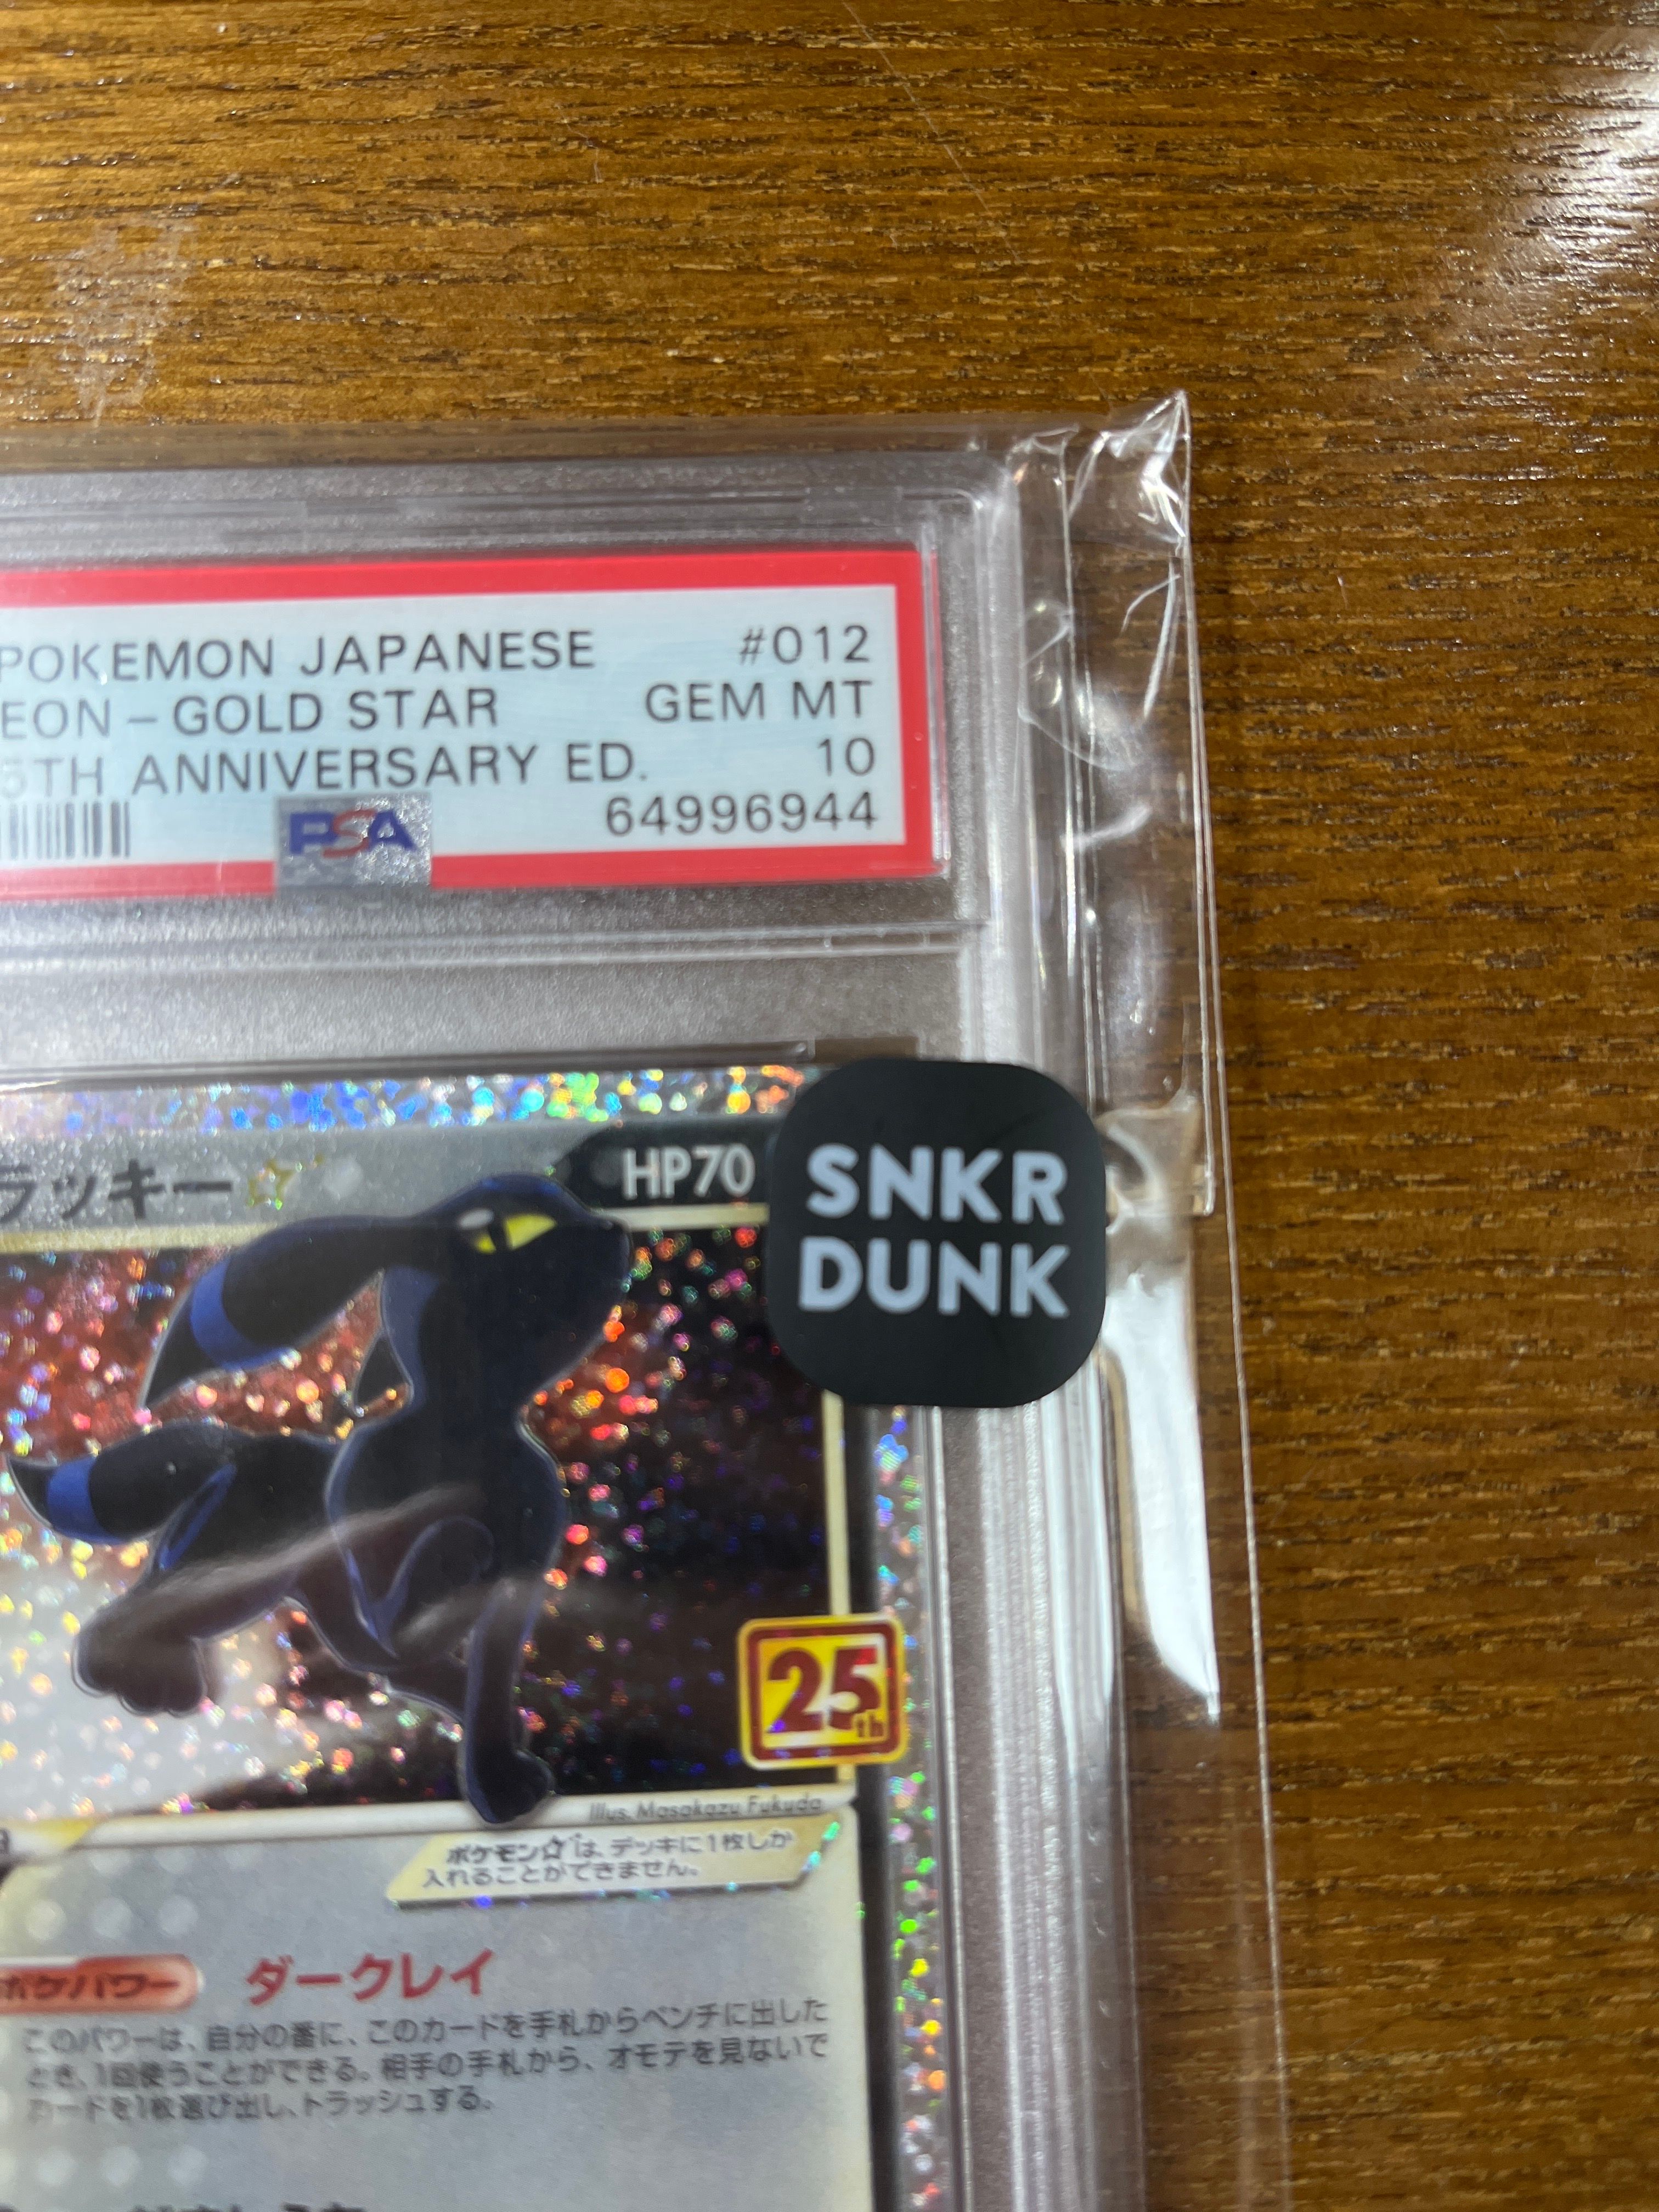 POKEMON JAPANESE #012
EON-GOLD STAR GEM MT
5TH ANNIVERSARY ED. 10
PSA 64996944
ラッキー☆ HP70
SNKR
DUNK
25th
Illus. Masakazu Fukuda
ポケモン☆は、デッキに1枚しか
入れることができません。
ポケパワー ダークレイ
このパワーは、自分の番に、このカードを手札からベンチに出した
とき、1回使うことができる。相手の手札から、オモテを見ないで
カードを1枚選び出し、トラッシュする。